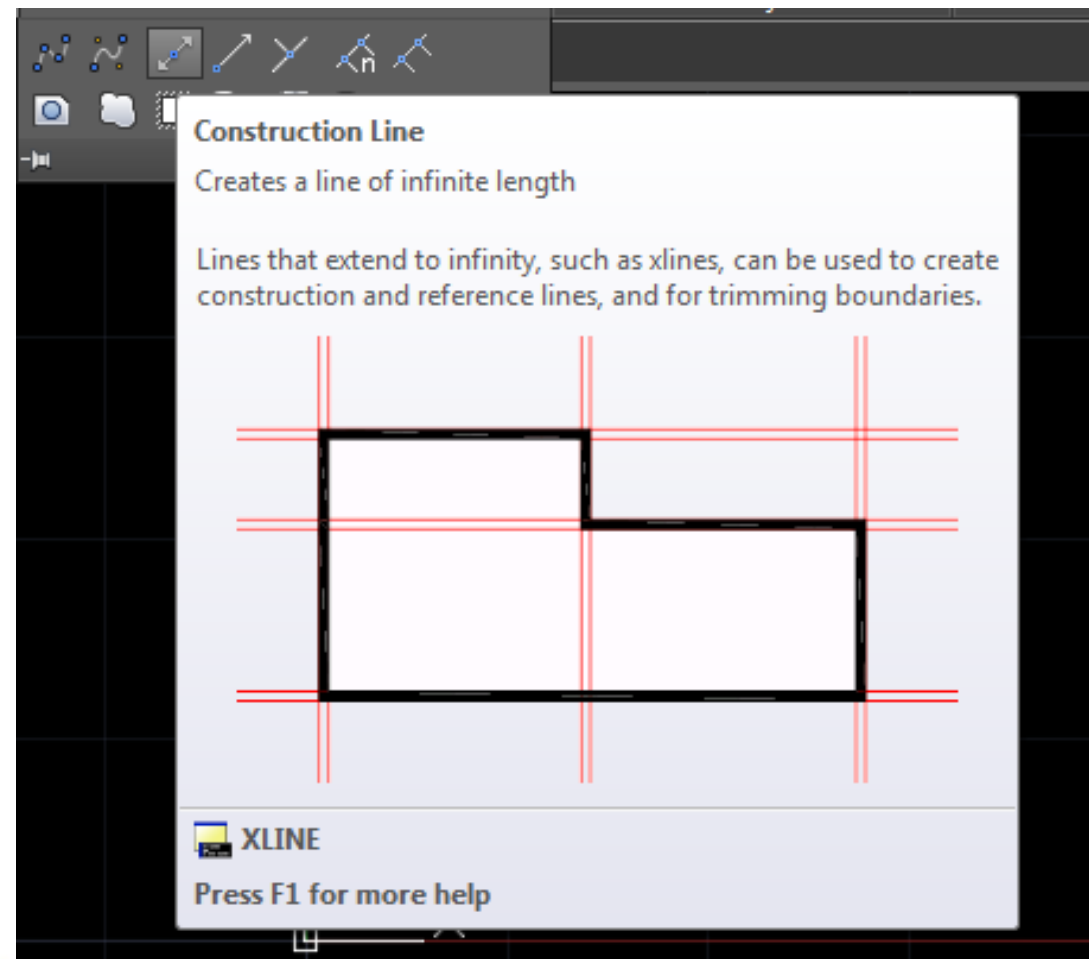 n
Construction Line
Creates a line of infinite length
Lines that extend to infinity, such as xlines, can be used to create
construction and reference lines, and for trimming boundaries.
XLINE
Press F1 for more help